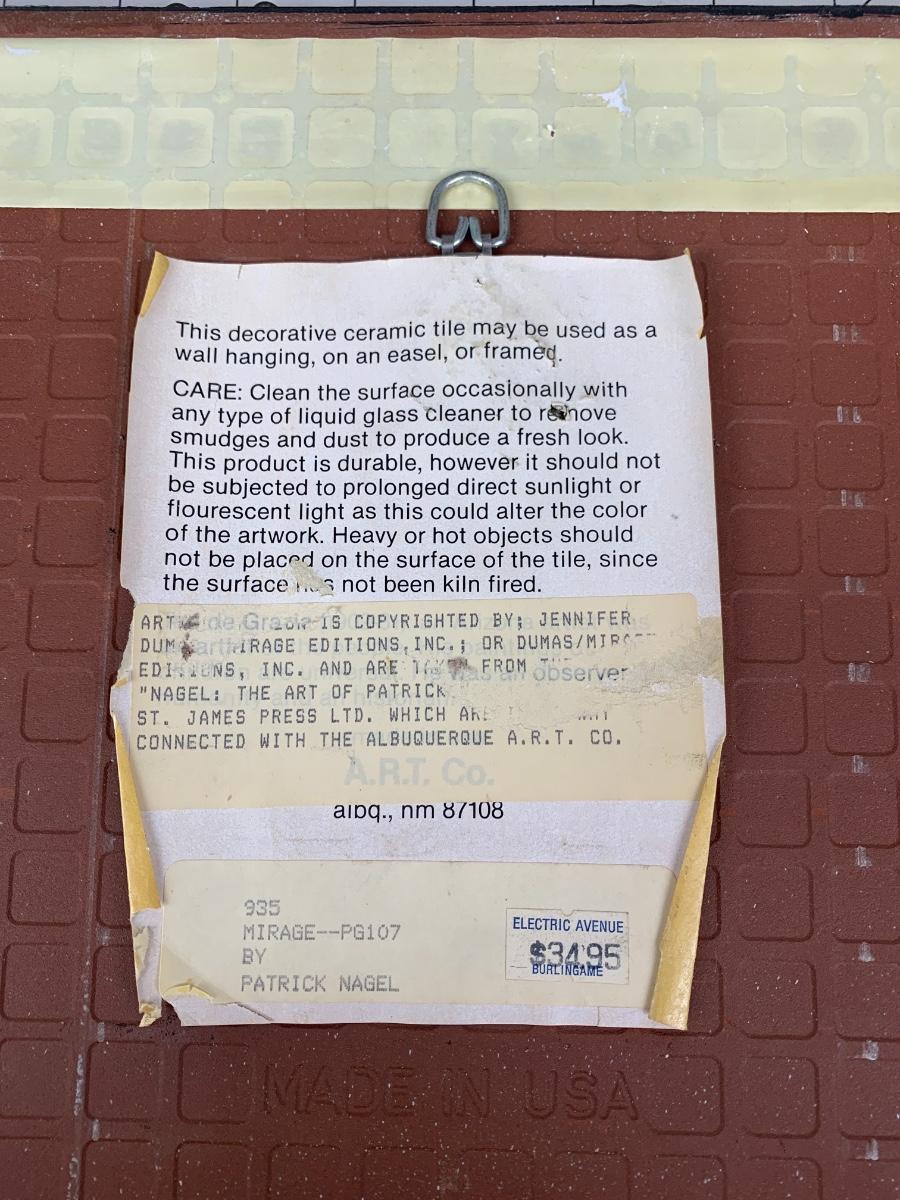 This decorative ceramic tile may be used as a
wall hanging, on an easel, or framed.
CARE: Clean the surface occasionally with
any type of liquid glass cleaner to remove
smudges and dust to produce a fresh look.
This product is durable, however it should not
be subjected to prolonged direct sunlight or
flourescent light as this could alter the color
of the artwork. Heavy or hot objects should
not be placed on the surface of the tile, since
the surface has not been kiln fired.
IS COPYRIGHTED BY; JENNIFER
MIRAGE EDITIONS,INC.; OR DUMAS/MIRAGE
EDITIONS, INC. AND ARE TAKEN FROM observer
"NAGEL: THE ART OF PATRICK
ST. JAMES PRESS LTD. WHICH ARE
CONNECTED WITH THE ALBUQUERQUE A.R.T. CO.
A.R.T. Co.
albq., nm 87108
935
MIRAGE--PG107
BY
PATRICK NAGEL
ELECTRIC AVENUE
$34.95
BURLINGAME
MADE IN USA